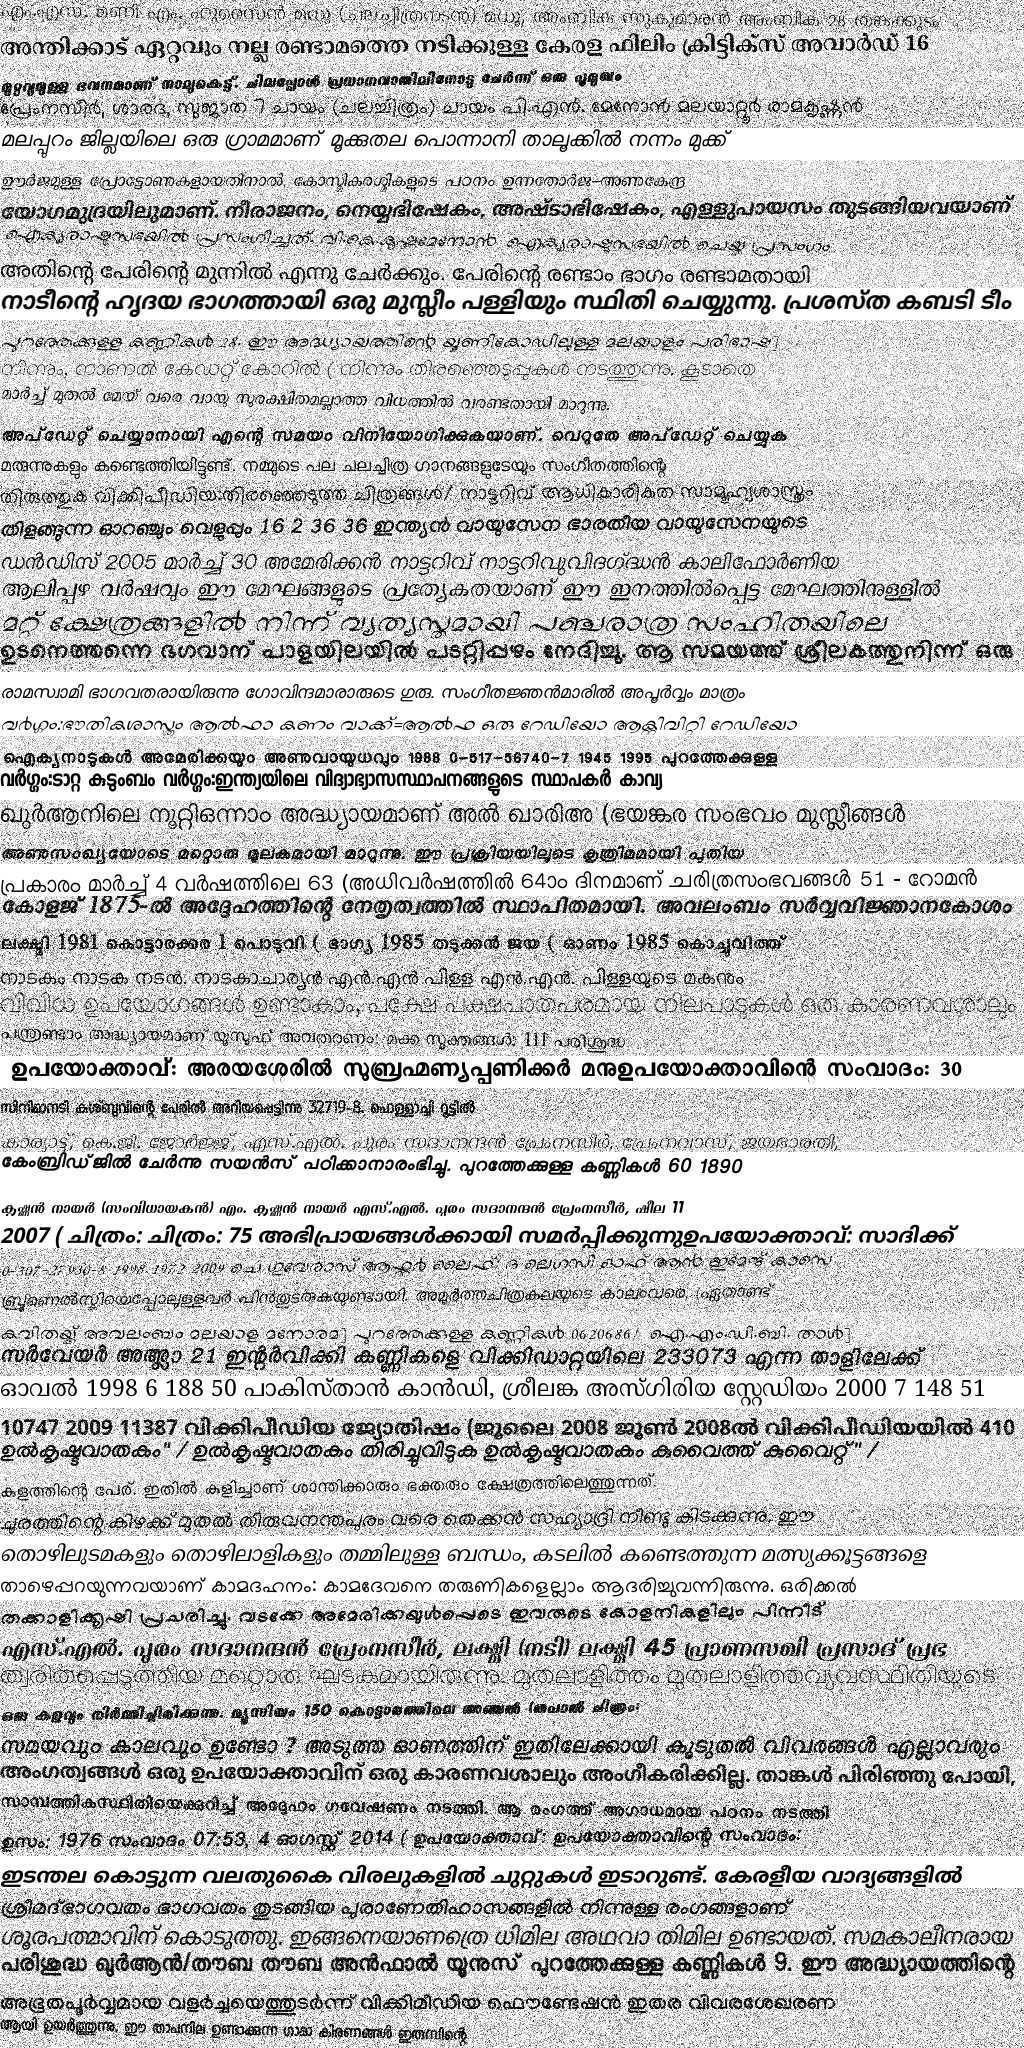 എം.എസ്. മണി എം. ഹുസൈൻ മധു (ചലച്ചിത്രനടൻ) മധു, അംബിക സുകുമാരൻ അംബിക 28 തങ്കക്കുടം
അന്തിക്കാട് ഏറ്റവും നല്ല രണ്ടാമത്തെ നടിക്കുള്ള കേരള ഫിലിം ക്രിട്ടിക്സ് അവാർഡ് 16
മുറ്റവുമുള്ള ഭവനമാണ് നാലുകെട്ട്. ചിലപ്പോൾ പ്രധാനവാതിലിനോടു ചേർന്ന് ഒരു പൂമുഖം
പ്രേംനസീർ, ശാരദ, സുജാത 7 ചായം (ചലച്ചിത്രം) ചായം പി.എൻ. മേനോൻ മലയാറ്റൂർ രാമകൃഷ്ണൻ
മലപ്പുറം ജില്ലയിലെ ഒരു ഗ്രാമമാണ് മൂക്കുതല പൊന്നാനി താലൂക്കിൽ നന്നം മുക്ക്
ഊർജമുള്ള പ്രോട്ടോണുകളായതിനാൽ, കോസ്മികരശ്മികളുടെ പഠനം ഉന്നതോർജ-അണുകേന്ദ്ര
യോഗമുദ്രയിലുമാണ്. നീരാജനം, നെയ്യഭിഷേകം, അഷ്ടാഭിഷേകം, എള്ളുപായസം തുടങ്ങിയവയാണ്
ഐക്യരാഷ്ട്രസഭയിൽ പ്രസംഗിച്ചത്. വി.കെ.കൃഷ്ണമേനോൻ ഐക്യരാഷ്ട്രസഭയിൽ ചെയ്ത പ്രസംഗം
അതിന്റെ പേരിന്റെ മുന്നിൽ എന്നു ചേർക്കും. പേരിന്റെ രണ്ടാം ഭാഗം രണ്ടാമതായി
നാടീന്റെ ഹൃദയ ഭാഗത്തായി ഒരു മുസ്ലീം പള്ളിയും സ്ഥിതി ചെയ്യുന്നു. പ്രശസ്ത കബടി ടീം
പുറത്തേക്കുള്ള കണ്ണികൾ 28. ഈ അദ്ധ്യായത്തിന്റെ യൂണികോഡിലുള്ള മലയാളം പരിഭാഷ]
നിന്നും, നാണൽ കേഡറ്റ് കോറിൽ ( നിന്നും തിരഞ്ഞെടുപ്പുകൾ നടത്തുന്നു. കൂടാതെ
മാർച്ച് മുതൽ മേയ് വരെ വായു സുരക്ഷിതമല്ലാത്ത വിധത്തിൽ വരണ്ടതായി മാറുന്നു.
അപ്ഡേറ്റ് ചെയ്യാനായി എന്റെ സമയം വിനിയോഗിക്കുകയാണ്. വെറുതേ അപ്ഡേറ്റ് ചെയ്യുക
മരുന്നുകളും കണ്ടെത്തിയിട്ടുണ്ട്. നമ്മുടെ പല ചലച്ചിത്ര ഗാനങ്ങളുടേയും സംഗീതത്തിന്റെ
തിരുത്തുക വിക്കിപീഡിയ:തിരഞ്ഞെടുത്ത ചിത്രങ്ങൾ/ നാട്ടറിവ് ആധികാരികത സാമൂഹ്യശാസ്ത്രം
തിളങ്ങുന്ന ഓറഞ്ചും വെളുപ്പും 16 2 36 36 ഇന്ത്യൻ വായുസേന ഭാരതീയ വായുസേനയുടെ
ഡൻഡിസ് 2005 മാർച്ച് 30 അമേരിക്കൻ നാട്ടറിവ് നാട്ടറിവുവിദഗ്ദ്ധൻ കാലിഫോർണിയ
ആലിപ്പഴ വർഷവും ഈ മേഘങ്ങളുടെ പ്രത്യേകതയാണ് ഈ ഇനത്തിൽപ്പെട്ട മേഘത്തിനുള്ളിൽ
മറ്റ് ക്ഷേത്രങ്ങളിൽ നിന്ന് വ്യത്യസ്തമായി പഞ്ചരാത്ര സംഹിതയിലെ
ഉടനെത്തന്നെ ഭഗവാന് പാളയിലയിൽ പടറ്റിപ്പഴം നേദിച്ചു. ആ സമയത്ത് ശ്രീലകത്തുനിന്ന് ഒരു
രാമസ്വാമി ഭാഗവതരായിരുന്നു ഗോവിന്ദമാരാരുടെ ഗുരു. സംഗീതജ്ഞൻമാരിൽ അപൂർവ്വം മാത്രം
വർഗ്ഗം:ഭൗതികശാസ്ത്രം ആൽഫാ കണം വാക്ക്=ആൽഫ ഒരു റേഡിയോ ആക്റ്റിവിറ്റി റേഡിയോ
ഐക്യനാടുകൾ അമേരിക്കയും അണുവായുധവും 1988 0-517-56740-7 1945 1995 പുറത്തേക്കുള്ള
വർഗ്ഗം:ടാറ്റ കുടുംബം വർഗ്ഗം:ഇന്ത്യയിലെ വിദ്യാഭ്യാസസ്ഥാപനങ്ങളുടെ സ്ഥാപകർ കാവ്യ
ഖുർആനിലെ നൂറ്റിഒന്നാം അദ്ധ്യായമാണ് അൽ ഖാരിഅ (ഭയങ്കര സംഭവം മുസ്ലീങ്ങൾ
അണുസംഖ്യയോടെ മറ്റൊരു മൂലകമായി മാറുന്നു. ഈ പ്രക്രിയയിലൂടെ കൃത്രിമമായി പുതിയ
പ്രകാരം മാർച്ച് 4 വർഷത്തിലെ 63 (അധിവർഷത്തിൽ 64ാം ദിനമാണ് ചരിത്രസംഭവങ്ങൾ 51 - റോമൻ
കോളജ് 1875-ൽ അദ്ദേഹത്തിന്റെ നേതൃത്വത്തിൽ സ്ഥാപിതമായി. അവലംബം സർവ്വവിജ്ഞാനകോശം
ലക്ഷ്മി 1981 കൊട്ടാരക്കര 1 പൊടുവി ( ഭാഗ്യ 1985 തടുക്കൻ ജയ ( ഓണം 1985 കൊച്ചുവിത്ത്
നാടകം നാടക നടൻ. നാടകാചാര്യൻ എൻ.എൻ പിള്ള എൻ.എൻ. പിള്ളയുടെ മകനും
വിവിധ ഉപയോഗങ്ങൾ ഉണ്ടാകാം, പക്ഷേ പക്ഷപാതപരമായ നിലപാടുകൾ ഒരു കാരണവശാലും
പന്ത്രണ്ടാം അദ്ധ്യായമാണ് യൂസുഫ് അവതരണം: മക്ക സൂക്തങ്ങൾ: 111 പരിശുദ്ധ
ഉപയോക്താവ്: അരയശ്ശേരിൽ സുബ്രഹ്മണ്യപ്പണിക്കർ മനുഉപയോക്താവിന്റെ സംവാദം: 30
സിനിമാനടി കുശ്ബുവിന്റെ പേരിൽ അറിയപ്പെട്ടിന്നു 32719-8. പൊള്ളാച്ചി റൂട്ടിൽ
കാര്യാട്ട്, കെ.ജി. ജോർജ്ജ്, എസ്.എൽ. പുരം സദാനന്ദൻ പ്രേംനസീർ, പ്രേംനവാസ്, ജയഭാരതി,
കേംബ്രിഡ്ജിൽ ചേർന്നു സയൻസ് പഠിക്കാനാരംഭിച്ചു. പുറത്തേക്കുള്ള കണ്ണികൾ 60 1890
കൃഷ്ണൻ നായർ (സംവിധായകൻ) എം. കൃഷ്ണൻ നായർ എസ്.എൽ. പുരം സദാനന്ദൻ പ്രേംനസീർ, ഷീല 11
2007 ( ചിത്രം: ചിത്രം: 75 അഭിപ്രായങ്ങൾക്കായി സമർപ്പിക്കുന്നുഉപയോക്താവ്: സാദിക്ക്
0-307-27930-8 1998 1972 2009 ചെ ഗുവേരാസ് ആഫ്റ്റർ ലൈഫ്: ദ ലെഗസി ഓഫ് ആൻ ഇമേജ് കാസെ
ബ്രൂണെൽസ്കിയെപ്പോലുള്ളവർ പിൻതുടരുകയുണ്ടായി. അമൂർത്തചിത്രകലയുടെ കാലംവരെ, (ഏതാണ്ട്
കവിതയ്ക്ക് അവലംബം മലയാള മനോരമ] പുറത്തേക്കുള്ള കണ്ണികൾ 0620686/ ഐ.എം.ഡി.ബി. താൾ]
സർവേയർ അത്ത്ലാ 21 ഇന്റർവിക്കി കണ്ണികളെ വിക്കിഡാറ്റയിലെ 233073 എന്ന താളിലേക്ക്
ഓവൽ 1998 6 188 50 പാകിസ്താൻ കാൻഡി, ശ്രീലങ്ക അസ്ഗിരിയ സ്റ്റേഡിയം 2000 7 148 51
10747 2009 11387 വിക്കിപീഡിയ ജ്യോതിഷം (ജൂലൈ 2008 ജൂൺ 2008ൽ വിക്കിപീഡിയയിൽ 410
ഉൽകൃഷ്ടവാതകം" / ഉൽകൃഷ്ടവാതകം തിരിച്ചുവിടുക ഉൽകൃഷ്ടവാതകം കുവൈത്ത് കുവൈറ്റ്" /
കുളത്തിന്റെ പേര്. ഇതിൽ കുളിച്ചാണ് ശാന്തിക്കാരും ഭക്തരും ക്ഷേത്രത്തിലെത്തുന്നത്.
ചുരത്തിന്റെ കിഴക്ക് മുതൽ തിരുവനന്തപുരം വരെ തെക്കൻ സഹ്യാദ്രി നീണ്ടു കിടക്കുന്നു. ഈ
തൊഴിലുടമകളും തൊഴിലാളികളും തമ്മിലുള്ള ബന്ധം, കടലിൽ കണ്ടെത്തുന്ന മത്സ്യക്കൂട്ടങ്ങളെ
താഴെപ്പറയുന്നവയാണ് കാമദഹനം: കാമദേവനെ തരുണികളെല്ലാം ആദരിച്ചുവന്നിരുന്നു. ഒരിക്കൽ
തക്കാളികൃഷി പ്രചരിച്ചു. വടക്കേ അമേരിക്കയുൾപ്പെടെ ഇവരുടെ കോളനികളിലും പിന്നീട്
എസ്.എൽ. പുരം സദാനന്ദൻ പ്രേംനസീർ, ലക്ഷ്മി (നടി) ലക്ഷ്മി 45 പ്രാണസഖി പ്രസാദ് പ്രഭ
ത്വരിതപ്പെടുത്തിയ മറ്റൊരു ഘടകമായിരുന്നു. മുതലാളിത്തം മുതലാളിത്തവ്യവസ്ഥിതിയുടെ
ഒരു കളവും നിർമ്മിച്ചിരിക്കുന്നു. മ്യൂസിയം 150 കൊട്ടാരത്തിലെ അഞ്ചൽ (തപാൽ ചിത്രം:
സമയവും കാലവും ഉണ്ടോ ? അടുത്ത ഓണത്തിന് ഇതിലേക്കായി കൂടുതൽ വിവരങ്ങൾ എല്ലാവരും
അംഗത്വങ്ങൾ ഒരു ഉപയോക്താവിന് ഒരു കാരണവശാലും അംഗീകരിക്കില്ല. താങ്കൾ പിരിഞ്ഞു പോയി,
സാമ്പത്തികസ്ഥിതിയെക്കുറിച്ച് അദ്ദേഹം ഗവേഷണം നടത്തി. ആ രംഗത്ത് അഗാധമായ പഠനം നടത്തി
ഉസം: 1976 സംവാദം 07:53, 4 ഓഗസ്റ്റ് 2014 ( ഉപയോക്താവ്: ഉപയോക്താവിന്റെ സംവാദം:
ഇടന്തല കൊട്ടുന്ന വലതുകൈ വിരലുകളിൽ ചുറ്റുകൾ ഇടാറുണ്ട്. കേരളീയ വാദ്യങ്ങളിൽ
ശ്രീമദ്ഭാഗവതം ഭാഗവതം തുടങ്ങിയ പുരാണേതിഹാസങ്ങളിൽ നിന്നുള്ള രംഗങ്ങളാണ്
ശൂരപത്മാവിന് കൊടുത്തു. ഇങ്ങനെയാണത്രെ ധിമില അഥവാ തിമില ഉണ്ടായത്. സമകാലീനരായ
പരിശുദ്ധ ഖുർആൻ/തൗബ തൗബ അൻഫാൽ യൂനുസ് പുറത്തേക്കുള്ള കണ്ണികൾ 9. ഈ അദ്ധ്യായത്തിന്റെ
അഭൂതപൂർവ്വമായ വളർച്ചയെത്തുടർന്ന് വിക്കിമീഡിയ ഫൌണ്ടേഷൻ ഇതര വിവരശേഖരണ
ആയി ഉയർത്തുന്നു. ഈ താപനില ഉണ്ടാക്കുന്ന ഗാമ കിരണങ്ങൾ ഇരുമ്പിന്റെ